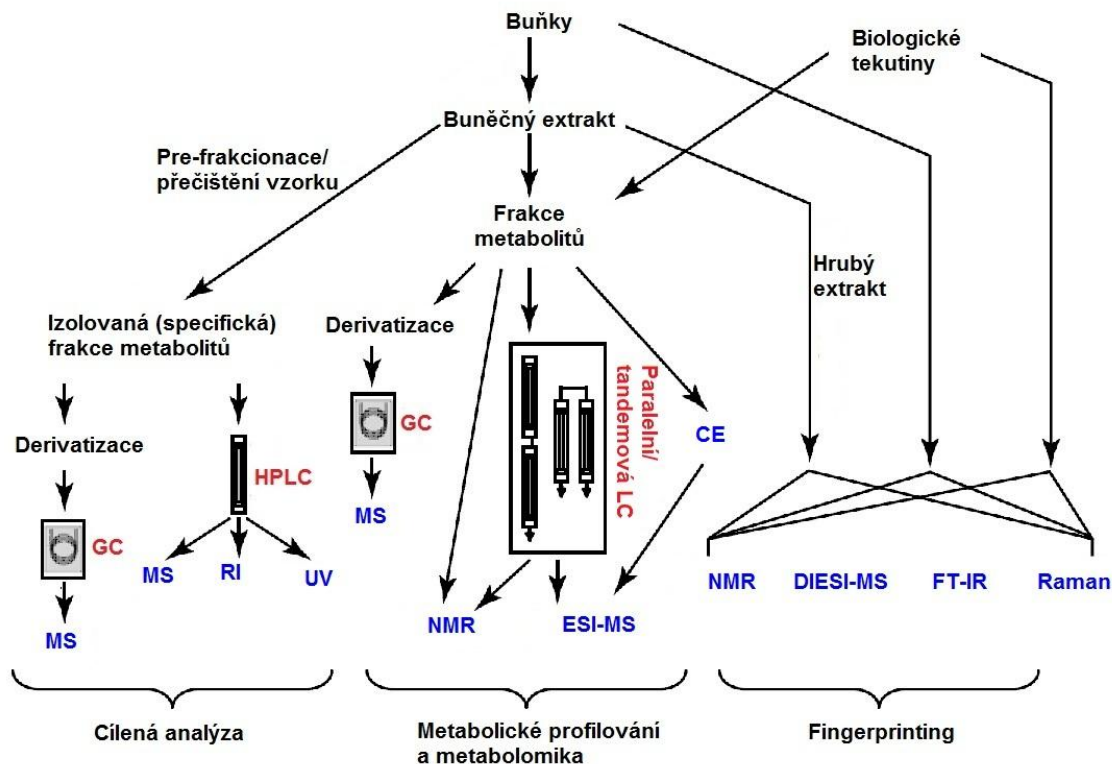 Buňky
Biologické
tekutiny
Buněčný extrakt
Pre-frakcionace/
přečištění vzorku
Frakce
metabolitů
Hrubý
extrakt
Izolovaná (specifická)
frakce metabolitů
Derivatizace
Paralelní/
tandemová LC
GC
CE
Derivatizace
HPLC
MS
GC
MS
RI
UV
NMR
DIESI-MS
FT-IR
Raman
NMR
ESI-MS
MS
Cílená analýza
Metabolické profilování
a metabolomika
Fingerprinting